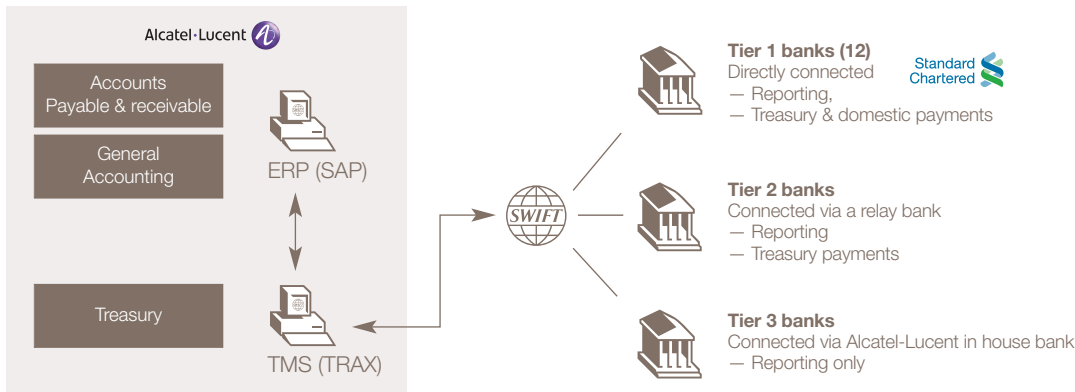 Alcatel·Lucent
Accounts
Payable & receivable
General
Accounting
ERP (SAP)
Treasury
TMS (TRAX)
SWIFT
Tier 1 banks (12)
Directly connected
— Reporting,
— Treasury & domestic payments
Standard
Chartered
Tier 2 banks
Connected via a relay bank
— Reporting
— Treasury payments
Tier 3 banks
Connected via Alcatel-Lucent in house bank
— Reporting only